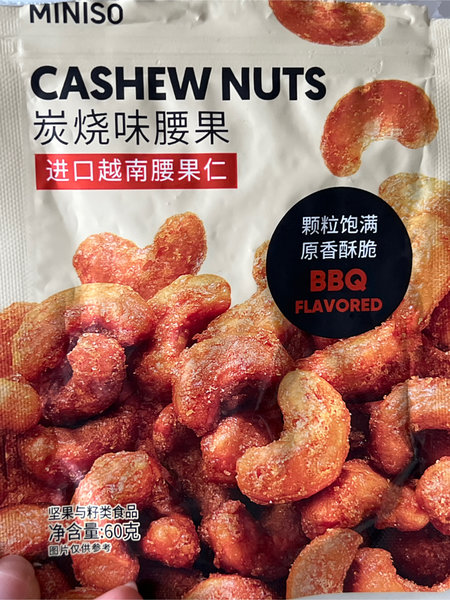 MINISO
CASHEW NUTS
炭烧味腰果
进口越南腰果仁
颗粒饱满
原香酥脆
BBQ
FLAVORED
坚果与籽类食品
净含量:60克
图片仅供参考